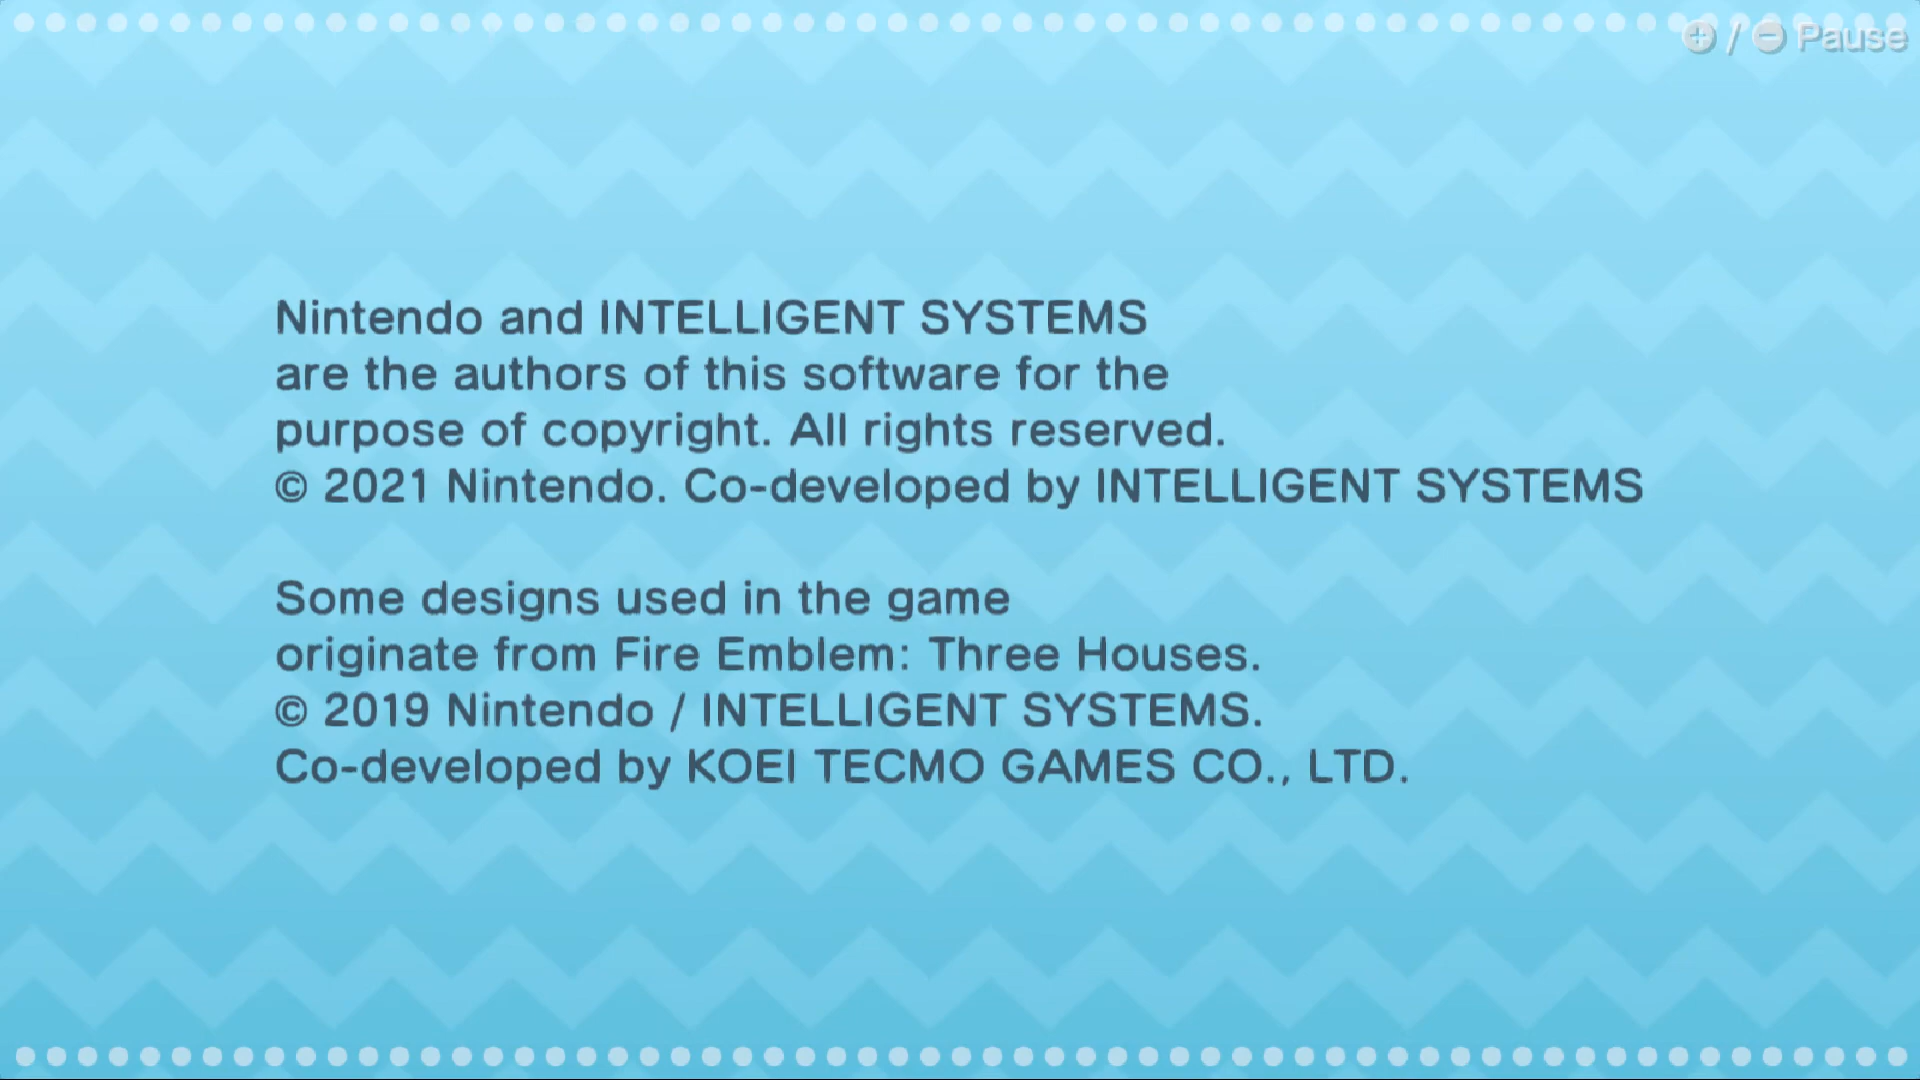 + / - Pause
Nintendo and INTELLIGENT SYSTEMS
are the authors of this software for the
purpose of copyright. All rights reserved.
© 2021 Nintendo. Co-developed by INTELLIGENT SYSTEMS
Some designs used in the game
originate from Fire Emblem: Three Houses.
© 2019 Nintendo / INTELLIGENT SYSTEMS.
Co-developed by KOEI TECMO GAMES CO., LTD.